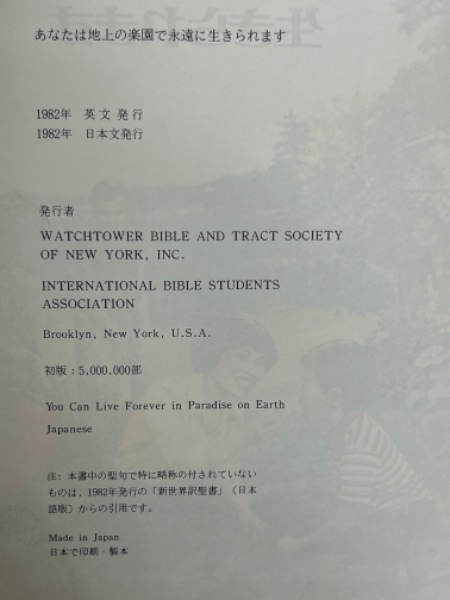 あなたは地上の楽園で永遠に生きられます
1982年 英文発行
1982年 日本文発行
発行者
WATCHTOWER BIBLE AND TRACT SOCIETY
OF NEW YORK, INC.
INTERNATIONAL BIBLE STUDENTS
ASSOCIATION
Brooklyn, New York, U.S.A.
初版：5,000,000部
You Can Live Forever in Paradise on Earth
Japanese
注：本書中の聖句で特に略称の付されていない
ものは，1982年発行の「新世界訳聖書」（日本
語版）からの引用です。
Made in Japan
日本で印刷・製本